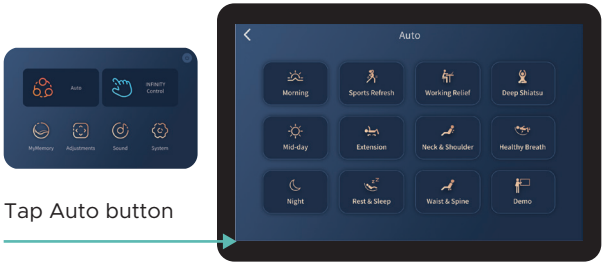 Auto
INFINITY
Control
MyMemory
Adjustments
Sound
System
Tap Auto button
Auto
Morning
Sports Refresh
Working Relief
Deep Shiatsu
Mid-day
Extension
Neck & Shoulder
Healthy Breath
Night
Rest & Sleep
Waist & Spine
Demo